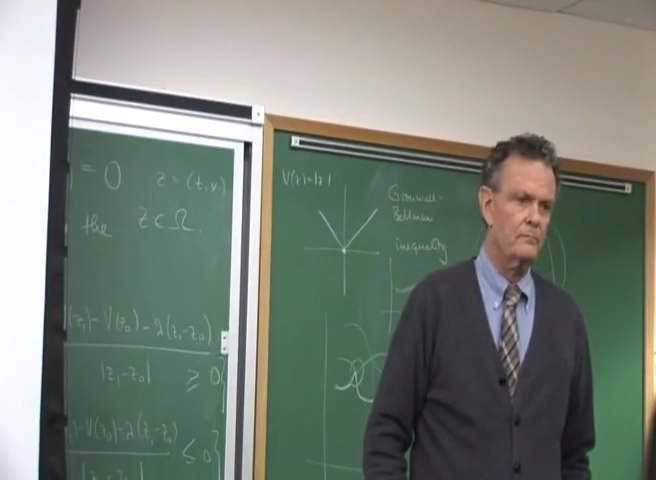 = 0 z = (t, x)
the z ∈ Ω.
V(z₁) - V(z₀) - λ(z₁-z₀)
|z₁-z₀| ≥ 0
- V(z₀) - λ(z₁-z₀) ≤ 0
V(z)=|z|
Gronwall-
Bellman
inequality